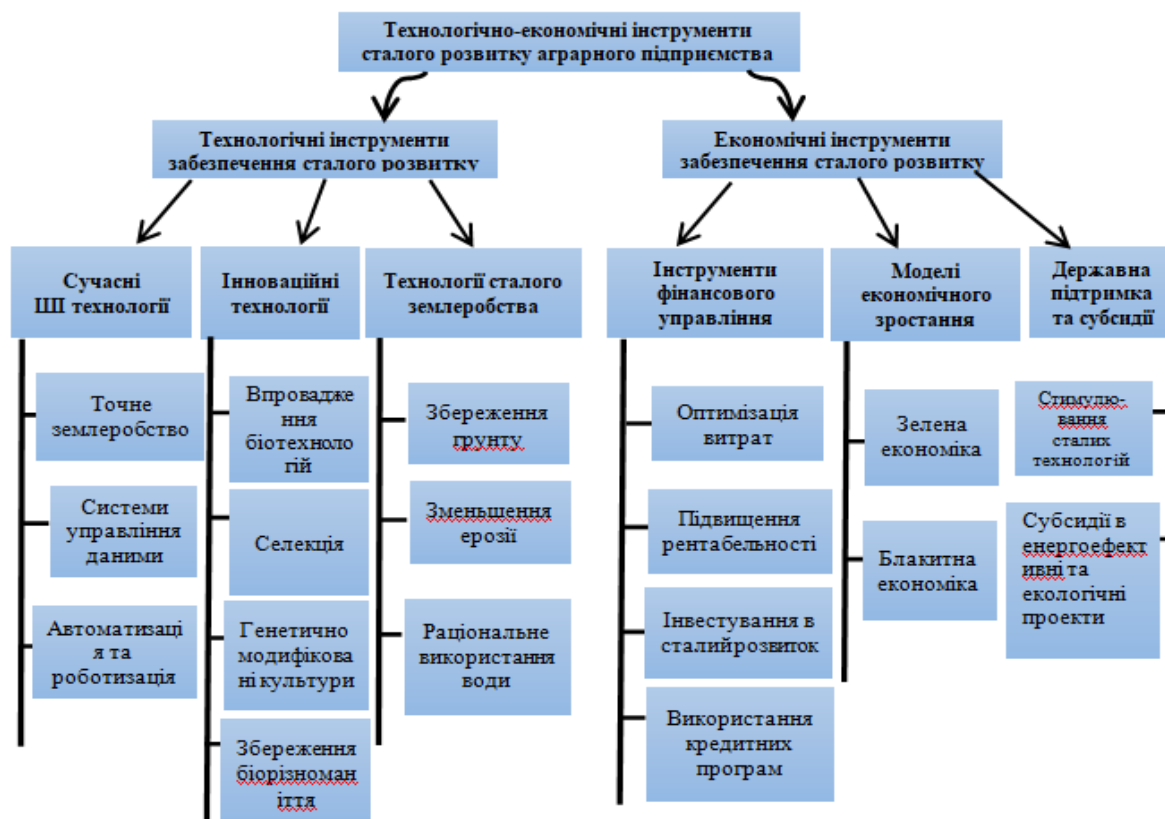 Технологічно-економічні інструменти
сталого розвитку аграрного підприємства
Технологічні інструменти
забезпечення сталого розвитку
Економічні інструменти
забезпечення сталого розвитку
Сучасні
ШІ технології
Інноваційні
технології
Технології сталого
землеробства
Інструменти
фінансового
управління
Моделі
економічного
зростання
Державна
підтримка
та субсидії
Точне
землеробство
Системи
управління
даними
Автоматизаці
я та
роботизація
Впровадже
ння
біотехноло
гій
Селекція
Генетично
модифікова
ні культури
Збереження
біорізноман
іття
Збереження
грунту
Зменьшення
ерозії
Раціональне
використання
води
Оптимізація
витрат
Підвищення
рентабельності
Інвестування в
сталий розвиток
Використання
кредитних
програм
Зелена
економіка
Блакитна
економіка
Стимулю-
вання
сталих
технологій
Субсидії в
енергоефект
ивні та
екологічні
проекти